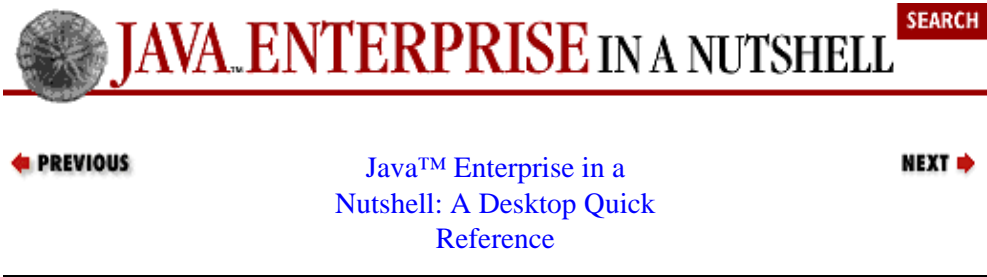 SEARCH
JAVA™ ENTERPRISE IN A NUTSHELL
PREVIOUS
Java™ Enterprise in a
Nutshell: A Desktop Quick
Reference
NEXT